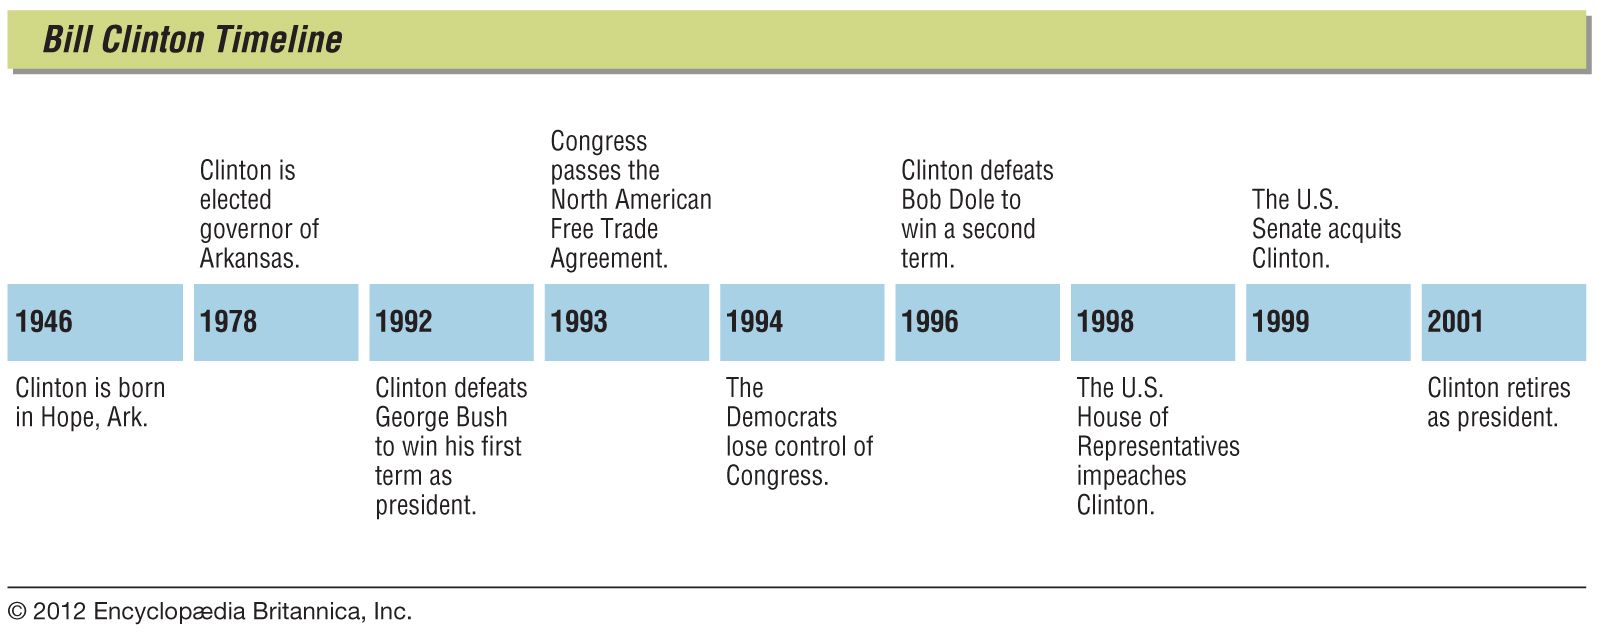 Bill Clinton Timeline
1946
Clinton is born
in Hope, Ark.
Clinton is
elected
governor of
Arkansas.
1978
1992
Clinton defeats
George Bush
to win his first
term as
president.
Congress
passes the
North American
Free Trade
Agreement.
1993
1994
The
Democrats
lose control of
Congress.
Clinton defeats
Bob Dole to
win a second
term.
1996
1998
The U.S.
House of
Representatives
impeaches
Clinton.
The U.S.
Senate acquits
Clinton.
1999
2001
Clinton retires
as president.
© 2012 Encyclopædia Britannica, Inc.